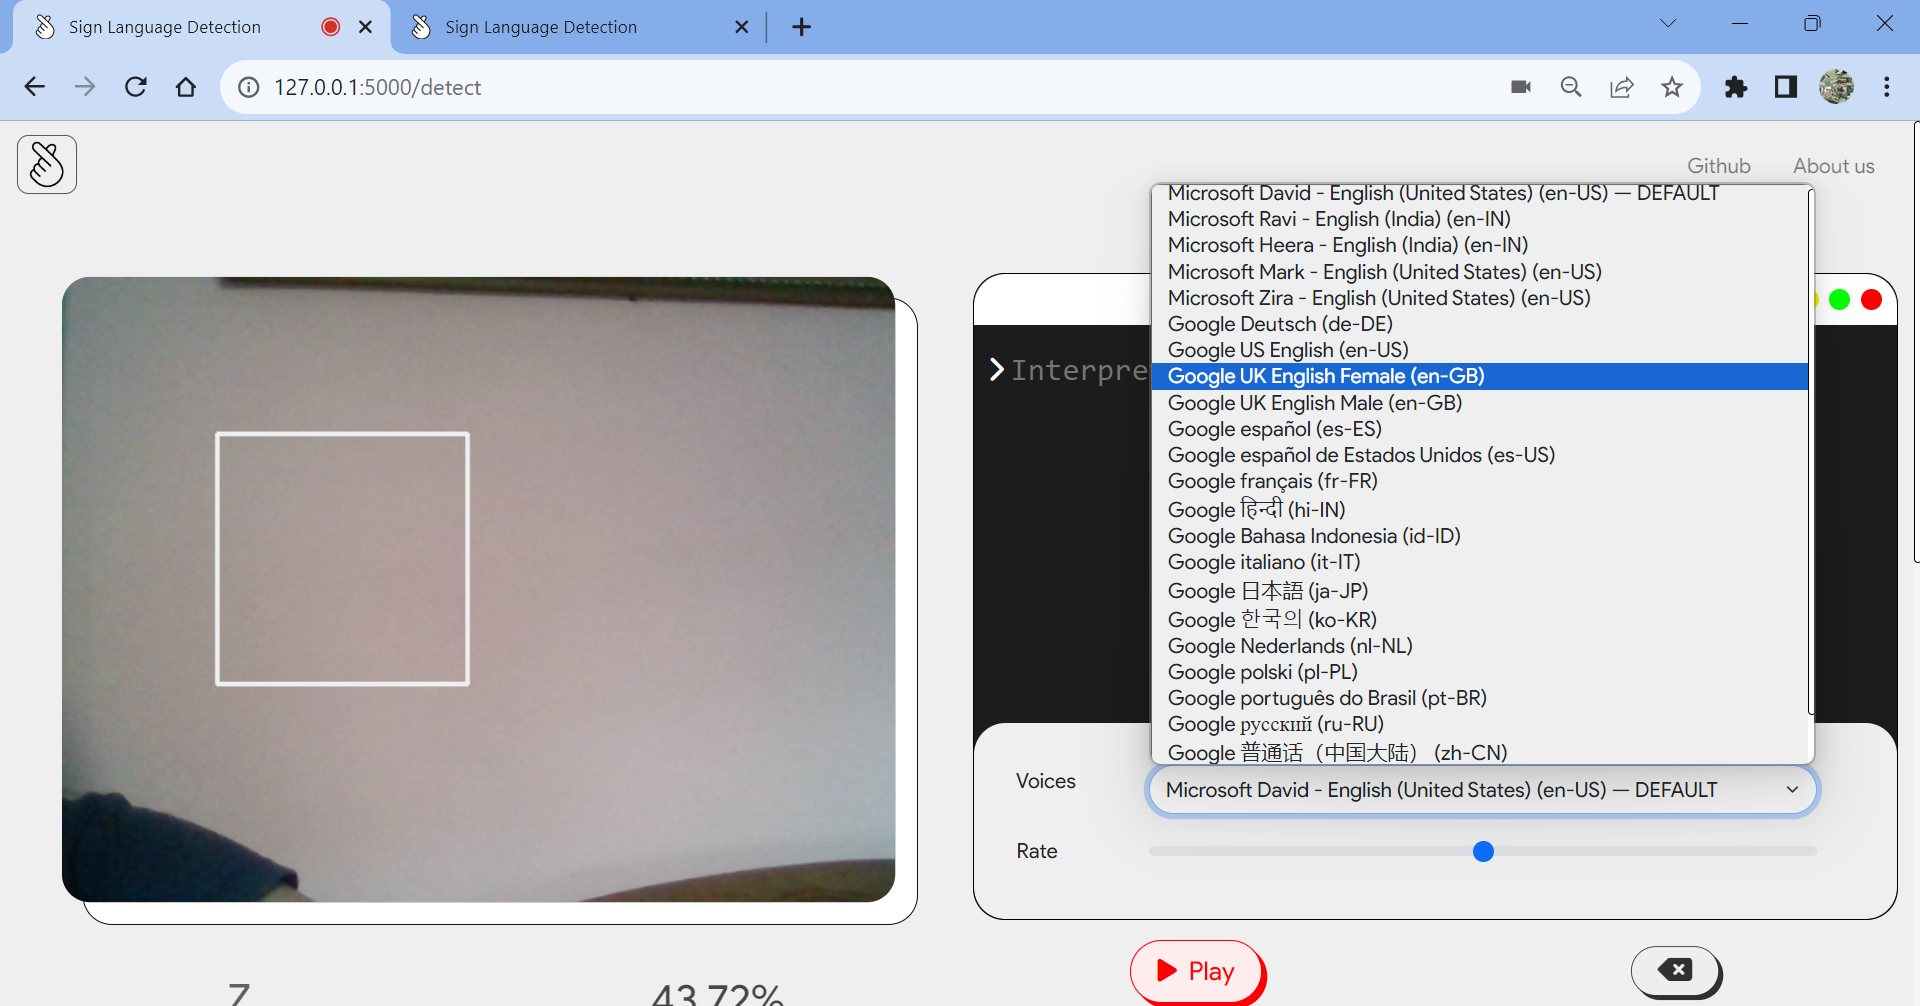 Sign Language Detection
Sign Language Detection
127.0.0.1:5000/detect
Github
About us
Microsoft David - English (United States) (en-US) — DEFAULT
Microsoft Ravi - English (India) (en-IN)
Microsoft Heera - English (India) (en-IN)
Microsoft Mark - English (United States) (en-US)
Microsoft Zira - English (United States) (en-US)
Google Deutsch (de-DE)
Google US English (en-US)
Google UK English Female (en-GB)
Google UK English Male (en-GB)
Google español (es-ES)
Google español de Estados Unidos (es-US)
Google français (fr-FR)
Google हिन्दी (hi-IN)
Google Bahasa Indonesia (id-ID)
Google italiano (it-IT)
Google 日本語 (ja-JP)
Google 한국의 (ko-KR)
Google Nederlands (nl-NL)
Google polski (pl-PL)
Google português do Brasil (pt-BR)
Google русский (ru-RU)
Google 普通话（中国大陆） (zh-CN)
Interpre
Voices
Microsoft David - English (United States) (en-US) — DEFAULT
Rate
Z
43.72%
Play